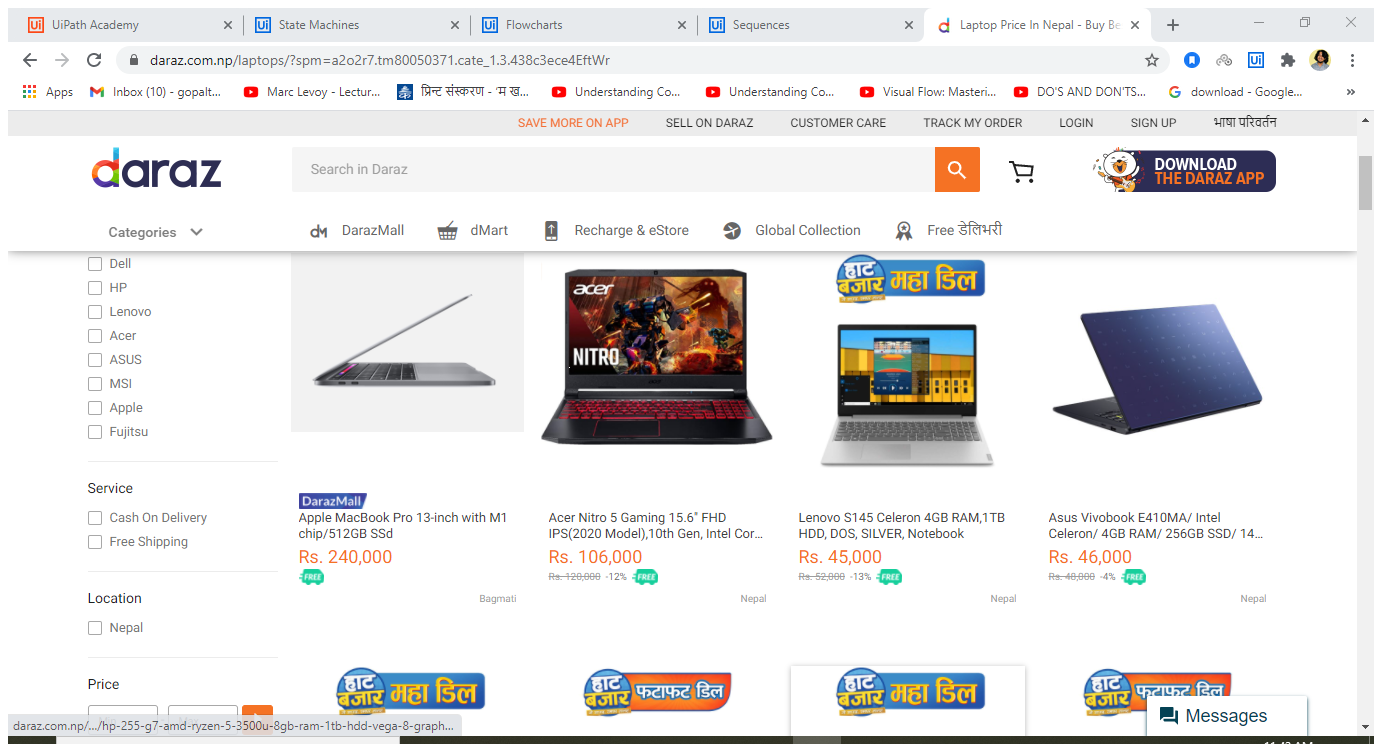 UiPath Academy
State Machines
Flowcharts
Sequences
Laptop Price In Nepal - Buy Be
daraz.com.np/laptops/?spm=a2o2r7.tm80050371.cate_1.3.438c3ece4EftWr
Apps
Inbox (10) - gopalt...
Marc Levoy - Lectur...
प्रिन्ट संस्करण - 'म ख...
Understanding Co...
Understanding Co...
Visual Flow: Masteri...
DO'S AND DON'TS...
download - Google...
SAVE MORE ON APP
SELL ON DARAZ
CUSTOMER CARE
TRACK MY ORDER
LOGIN
SIGN UP
भाषा परिवर्तन
daraz
Search in Daraz
DOWNLOAD
THE DARAZ APP
Categories
DarazMall
dMart
Recharge & eStore
Global Collection
Free डेलिभरी
Dell
HP
Lenovo
Acer
ASUS
MSI
Apple
Fujitsu
Service
Cash On Delivery
Free Shipping
Location
Nepal
Price
acer
NITRO
हाट
बजार महा डिल
DarazMall
Apple MacBook Pro 13-inch with M1
chip/512GB SSd
Rs. 240,000
FREE
Bagmati
Acer Nitro 5 Gaming 15.6" FHD
IPS(2020 Model),10th Gen, Intel Cor...
Rs. 106,000
Rs. 120,000 -12% FREE
Nepal
Lenovo S145 Celeron 4GB RAM,1TB
HDD, DOS, SILVER, Notebook
Rs. 45,000
Rs. 52,000 -13% FREE
Nepal
Asus Vivobook E410MA/ Intel
Celeron/ 4GB RAM/ 256GB SSD/ 14...
Rs. 46,000
Rs. 48,000 -4% FREE
Nepal
हाट
बजार महा डिल
हाट
बजार फटाफट डिल
हाट
बजार महा डिल
हाट
बजार फटाफट डिल
Messages
daraz.com.np/.../hp-255-g7-amd-ryzen-5-3500u-8gb-ram-1tb-hdd-vega-8-graph...